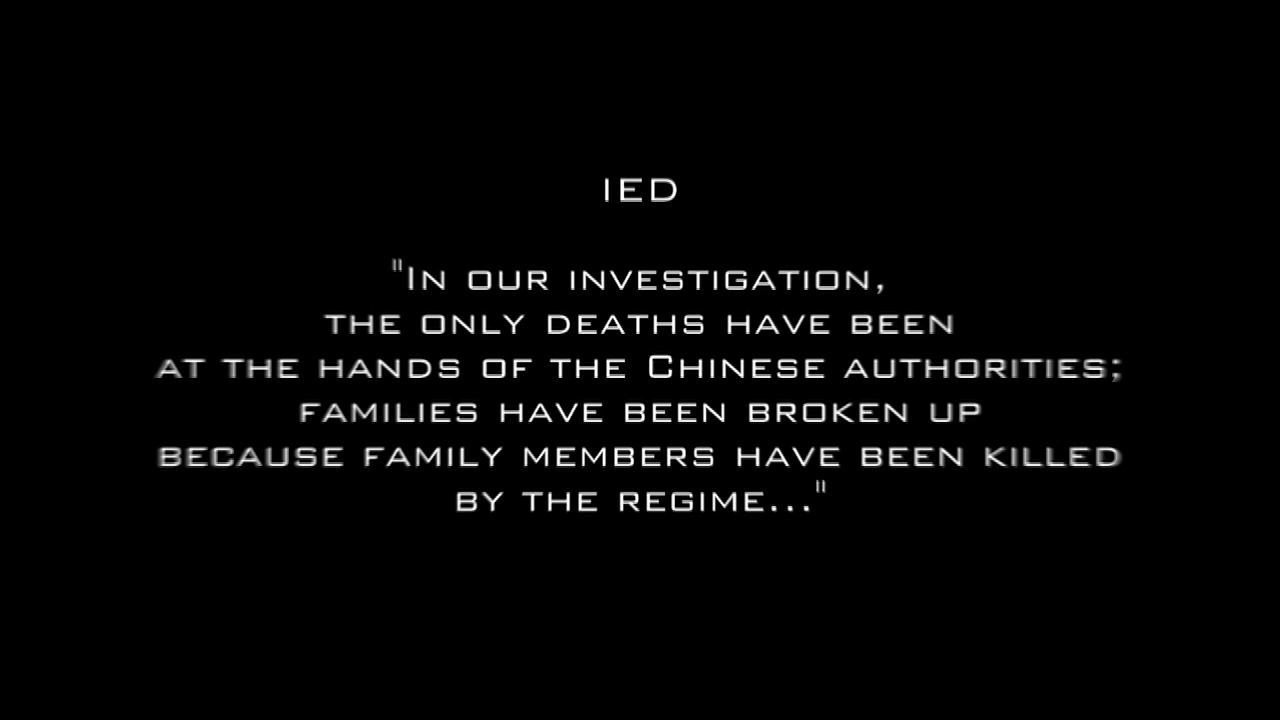 IED
"In our investigation,
the only deaths have been
at the hands of the Chinese authorities;
families have been broken up
because family members have been killed
by the regime..."